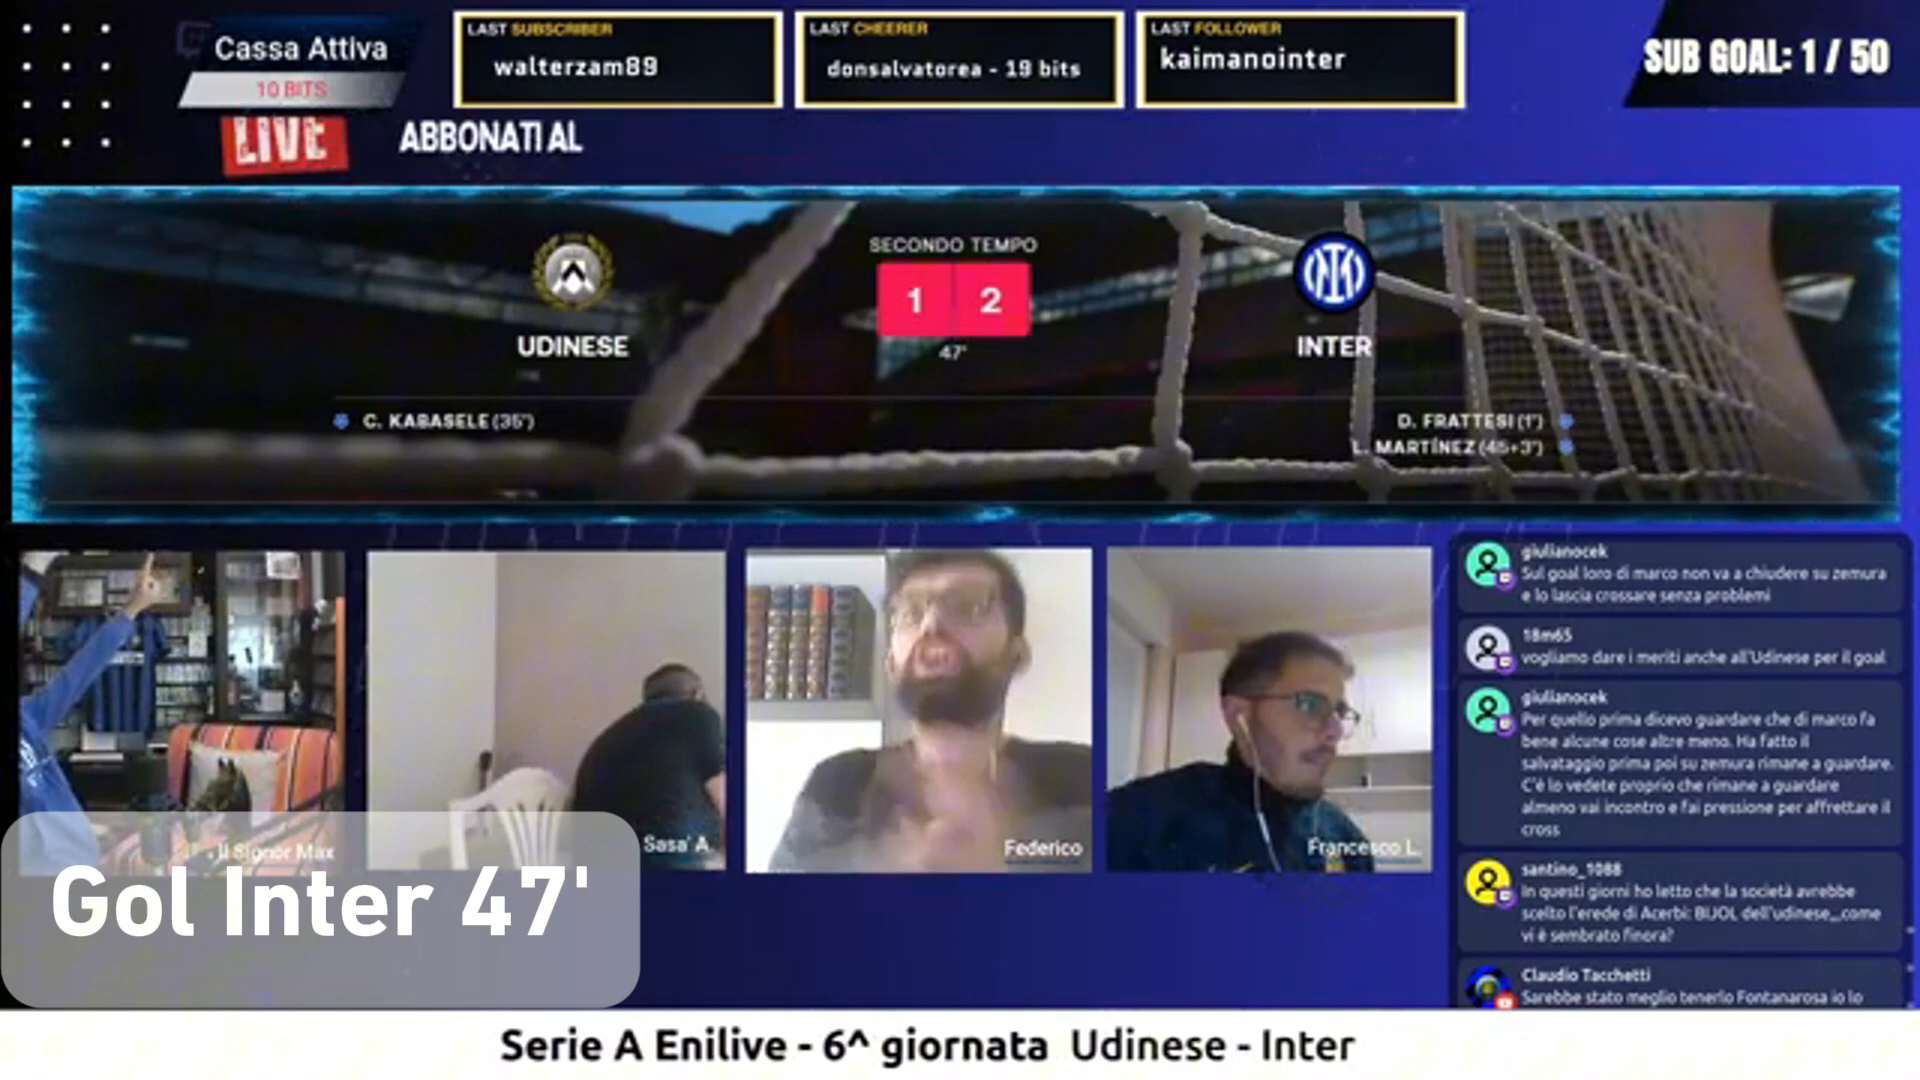 Cassa Attiva
10 BITS
LAST SUBSCRIBER
walterzam89
LAST CHEERER
donsalvatorea - 19 bits
LAST FOLLOWER
kaimanointer
SUB GOAL: 1 / 50
LIVE
ABBONATI AL
SECONDO TEMPO
1 2
47'
UDINESE
INTER
C. KABASELE (35')
D. FRATTESI (1')
L. MARTÍNEZ (45+3')
Il Signor Max
Sasa' A
Federico
Francesco L.
Gol Inter 47'
giulianocek
Sul goal loro di marco non va a chiudere su zemura
e lo lascia crossare senza problemi
18m65
vogliamo dare i meriti anche all'Udinese per il goal
giulianocek
Per quello prima dicevo guardare che di marco fa
bene alcune cose altre meno. Ha fatto il
salvataggio prima poi su zemura rimane a guardare.
C'è lo vedete proprio che rimane a guardare
almeno vai incontro e fai pressione per affrettare il
cross
santino_1088
In questi giorni ho letto che la società avrebbe
scelto l'erede di Acerbi: BIJOL dell'udinese,,,come
vi è sembrato finora?
Claudio Tacchetti
Sarebbe stato meglio tenerlo Fontanarosa io lo
Serie A Enilive - 6^ giornata Udinese - Inter